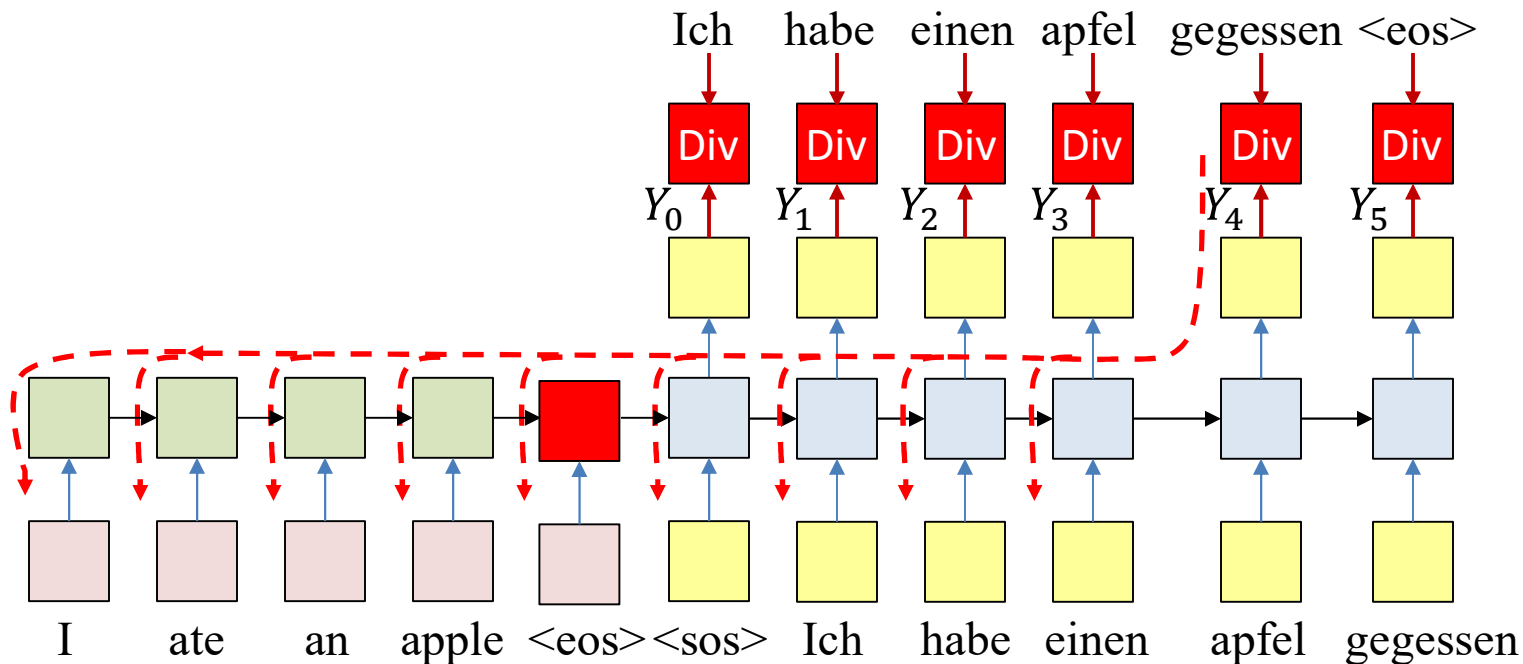 Ich habe einen apfel gegessen <eos>
Div Div Div Div Div Div
Y₀ Y₁ Y₂ Y₃ Y₄ Y₅
I ate an apple <eos> <sos> Ich habe einen apfel gegessen